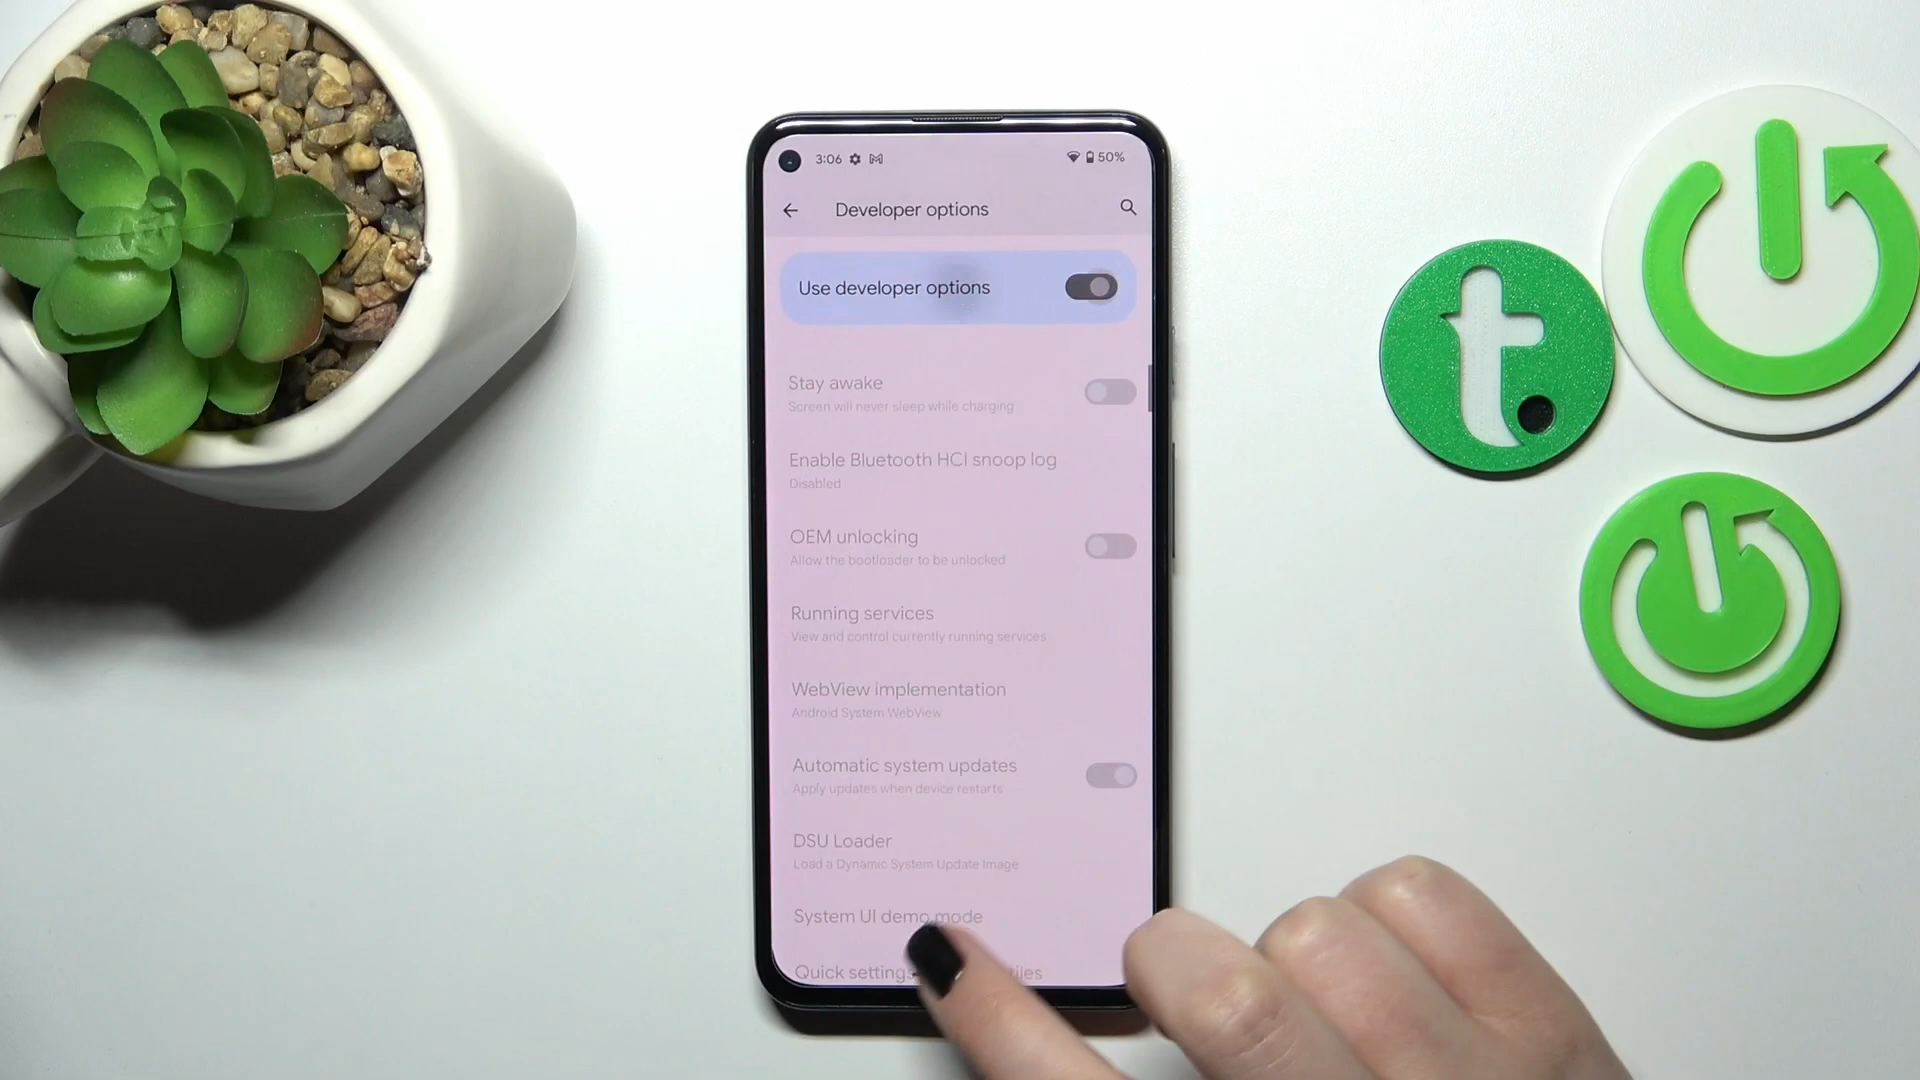 3:06
50%
Developer options
Use developer options
Stay awake
Screen will never sleep while charging
Enable Bluetooth HCI snoop log
Disabled
OEM unlocking
Allow the bootloader to be unlocked
Running services
View and control currently running services
WebView implementation
Android System WebView
Automatic system updates
Apply updates when device restarts
DSU Loader
Load a Dynamic System Update Image
System UI demo mode
Quick settings tiles
t.